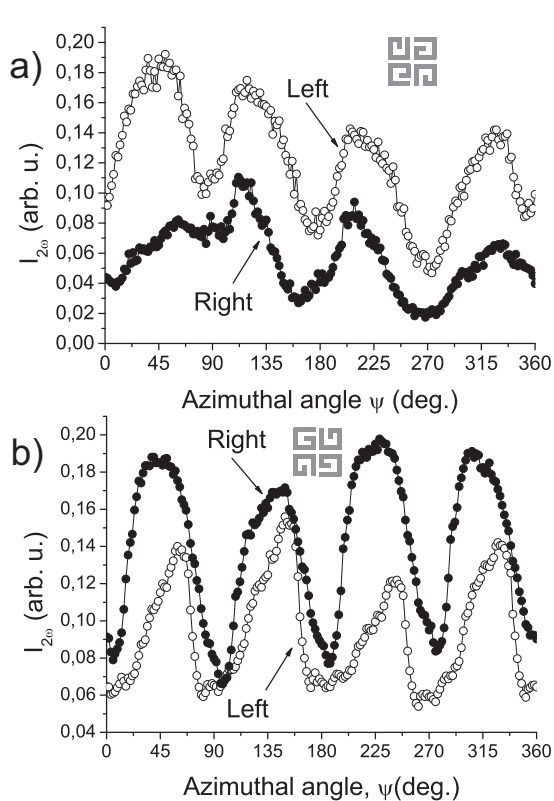 a)
0,20
0,18
0,16
0,14
0,12
0,10
0,08
0,06
0,04
0,02
0,00
I2ω (arb. u.)
Left
Right
0 45 90 135 180 225 270 315 360
Azimuthal angle ψ (deg.)
b)
0,20
0,18
0,16
0,14
0,12
0,10
0,08
0,06
0,04
I2ω (arb. u.)
Right
Left
0 45 90 135 180 225 270 315 360
Azimuthal angle, ψ(deg.)